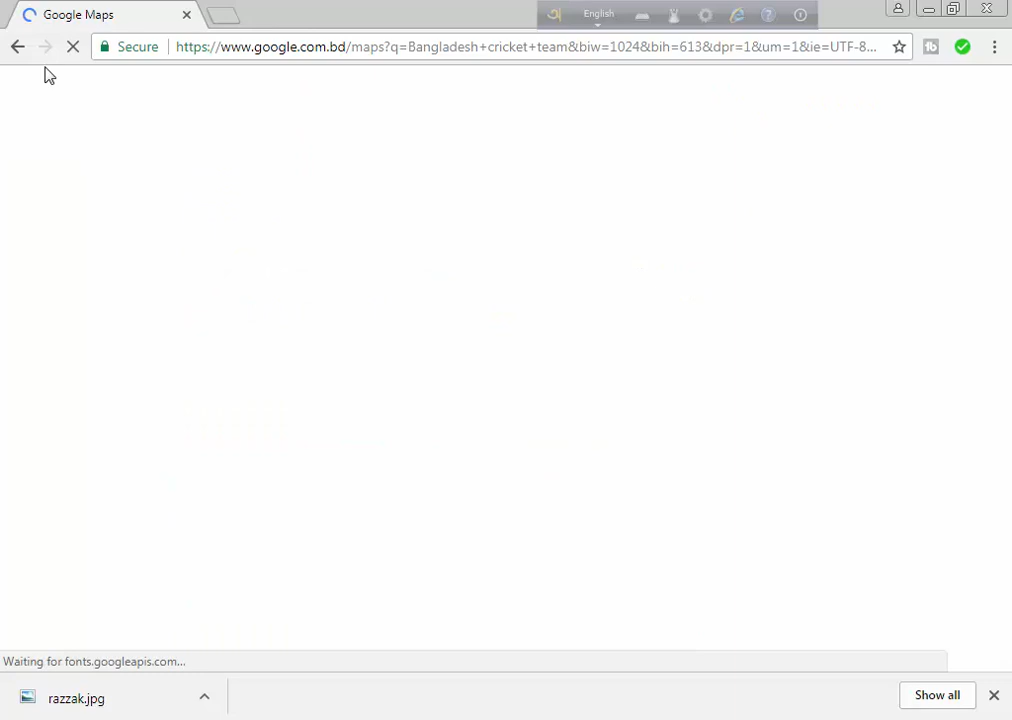 Google Maps
অ English
Secure https://www.google.com.bd/maps?q=Bangladesh+cricket+team&biw=1024&bih=613&dpr=1&um=1&ie=UTF-8...
Waiting for fonts.googleapis.com...
razzak.jpg
Show all